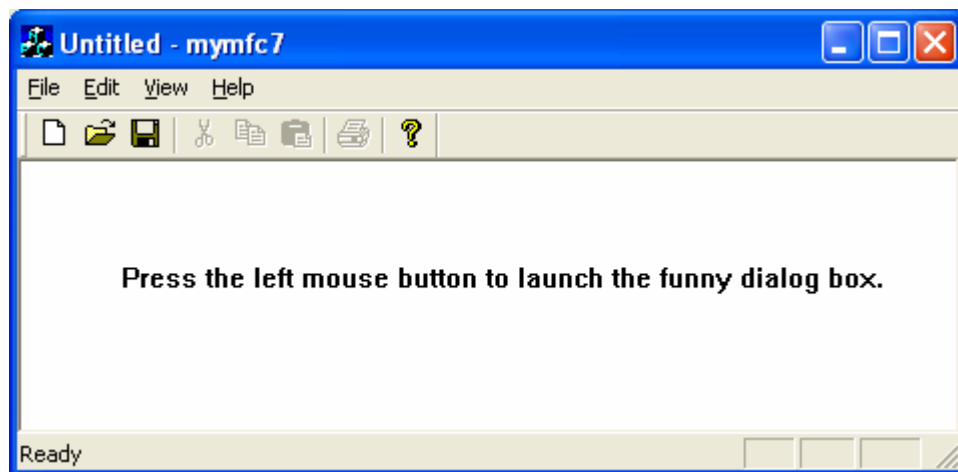 Untitled - mymfc7
File Edit View Help
Press the left mouse button to launch the funny dialog box.
Ready